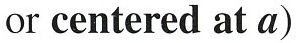 or centered at a)